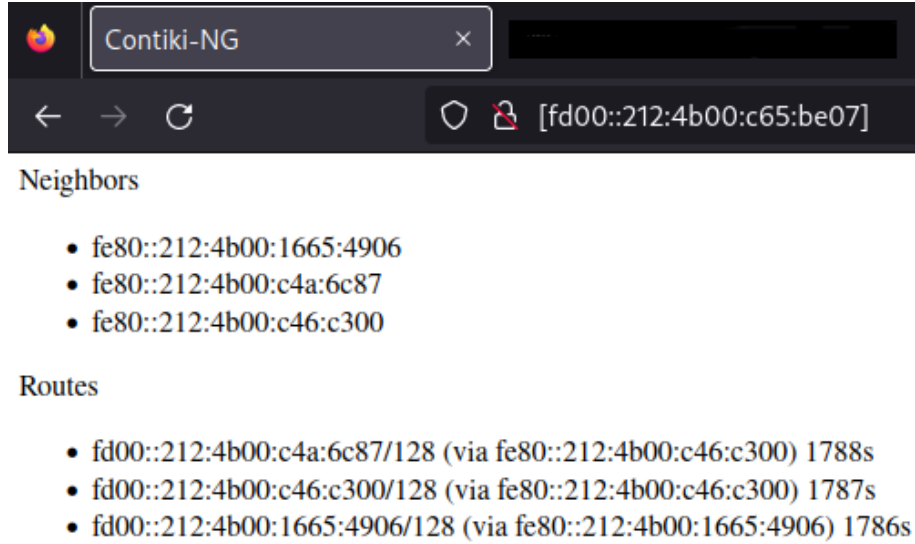 Contiki-NG
[fd00::212:4b00:c65:be07]
Neighbors
fe80::212:4b00:1665:4906
fe80::212:4b00:c4a:6c87
fe80::212:4b00:c46:c300
Routes
fd00::212:4b00:c4a:6c87/128 (via fe80::212:4b00:c46:c300) 1788s
fd00::212:4b00:c46:c300/128 (via fe80::212:4b00:c46:c300) 1787s
fd00::212:4b00:1665:4906/128 (via fe80::212:4b00:1665:4906) 1786s